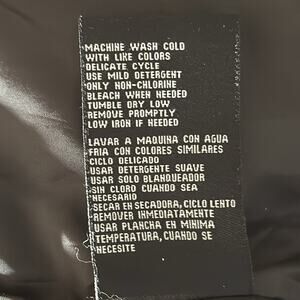 MACHINE WASH COLD
WITH LIKE COLORS
DELICATE CYCLE
USE MILD DETERGENT
ONLY NON-CHLORINE
BLEACH WHEN NEEDED
TUMBLE DRY LOW
REMOVE PROMPTLY
LOW IRON IF NEEDED
LAVAR A MAQUINA CON AGUA
FRIA CON COLORES SIMILARES
CICLO DELICADO
USAR DETERGENTE SUAVE
USAR SOLO BLANQUEADOR
SIN CLORO CUANDO SEA
NECESARIO
SECAR EN SECADORA, CICLO LENTO
REMOVER INMEDIATAMENTE
USAR PLANCHA EN MINIMA
TEMPERATURA, CUANDO SE
NECESITE